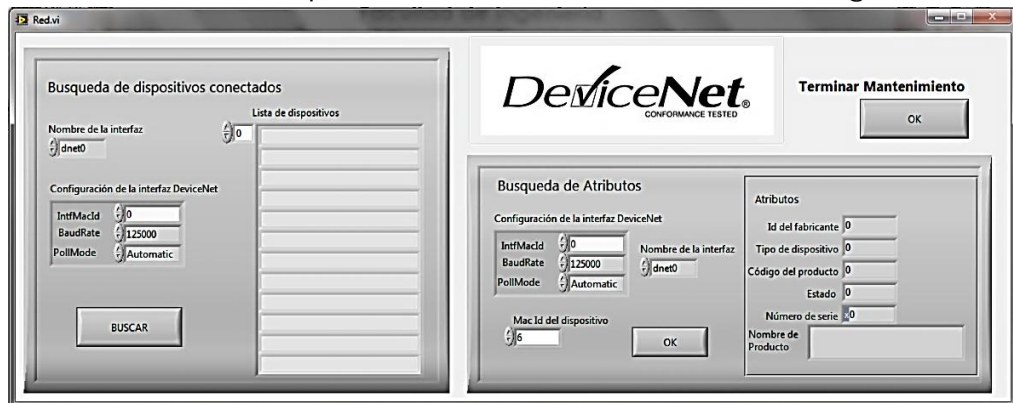 Red.vi
Busqueda de dispositivos conectados
Nombre de la interfaz
dnet0
Lista de dispositivos
0
Configuración de la interfaz DeviceNet
IntfMacId 0
BaudRate 125000
PollMode Automatic
BUSCAR
DeviceNet®
CONFORMANCE TESTED
Terminar Mantenimiento
OK
Busqueda de Atributos
Configuración de la interfaz DeviceNet
IntfMacId 0
BaudRate 125000
PollMode Automatic
Nombre de la interfaz
dnet0
Mac Id del dispositivo
6
OK
Atributos
Id del fabricante 0
Tipo de dispositivo 0
Código del producto 0
Estado 0
Número de serie x0
Nombre de
Producto